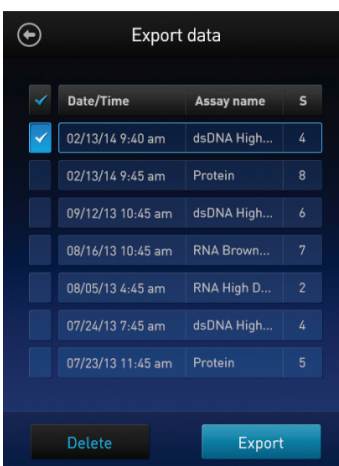 Export data
Date/Time Assay name S
02/13/14 9:40 am dsDNA High... 4
02/13/14 9:45 am Protein 8
09/12/13 10:45 am dsDNA High... 6
08/16/13 10:45 am RNA Brown... 7
08/05/13 4:45 am RNA High D... 2
07/24/13 7:45 am dsDNA High... 4
07/23/13 11:45 am Protein 5
Delete Export